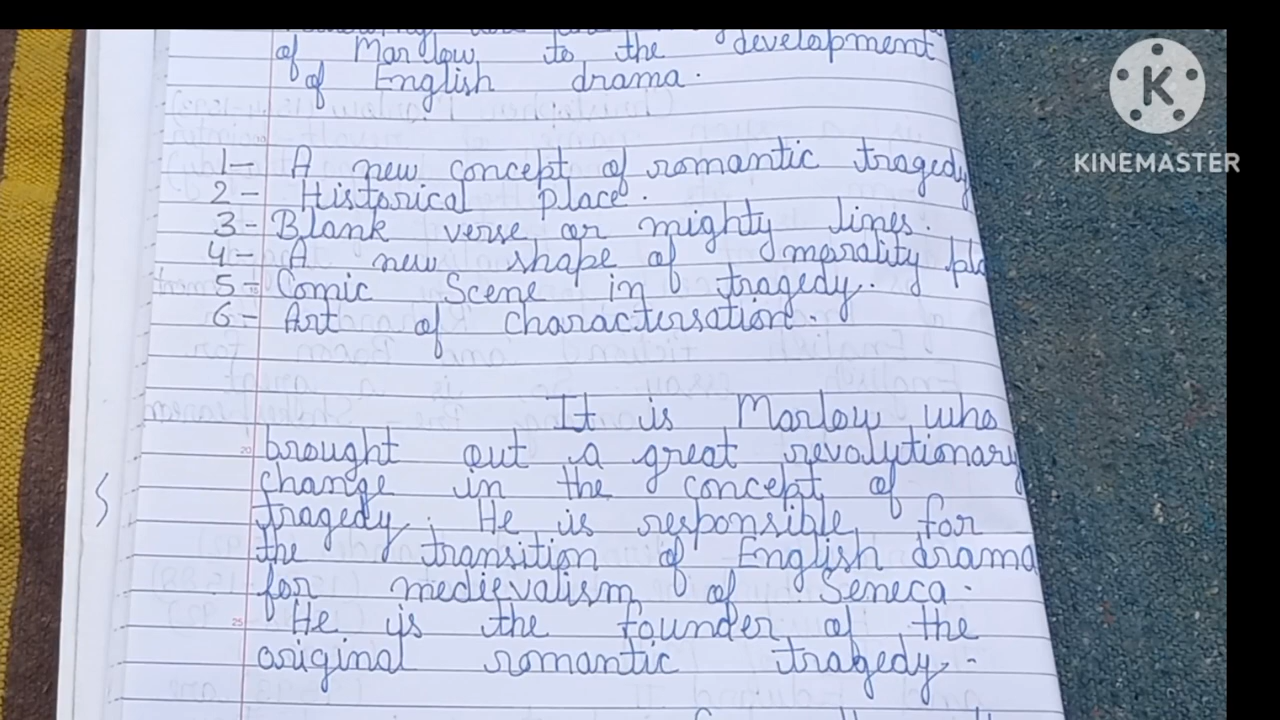 of Marlow to the development
of English drama.
1- A new concept of romantic tragedy
2- Historical place.
3- Blank verse or mighty lines.
4- A new shape of morality pla
5- Comic Scene in tragedy.
6- Art of charactersation.
It is Marlow who
brought out a great revolutionary
change in the concept of
tragedy. He is responsible for
the transition of English drama
for medievalism of Seneca.
He is the founder of the
original romantic tragedy.
K
KINEMASTER